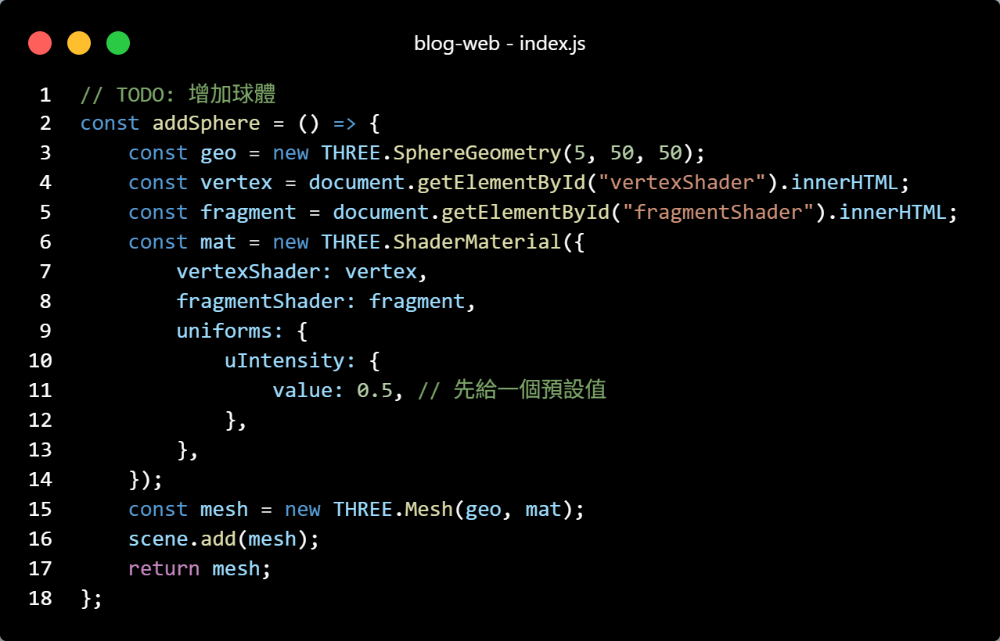 blog-web - index.js
1 // TODO: 增加球體
2 const addSphere = () => {
3     const geo = new THREE.SphereGeometry(5, 50, 50);
4     const vertex = document.getElementById("vertexShader").innerHTML;
5     const fragment = document.getElementById("fragmentShader").innerHTML;
6     const mat = new THREE.ShaderMaterial({
7         vertexShader: vertex,
8         fragmentShader: fragment,
9         uniforms: {
10             uIntensity: {
11                 value: 0.5, // 先給一個預設值
12             },
13         },
14     });
15     const mesh = new THREE.Mesh(geo, mat);
16     scene.add(mesh);
17     return mesh;
18 };